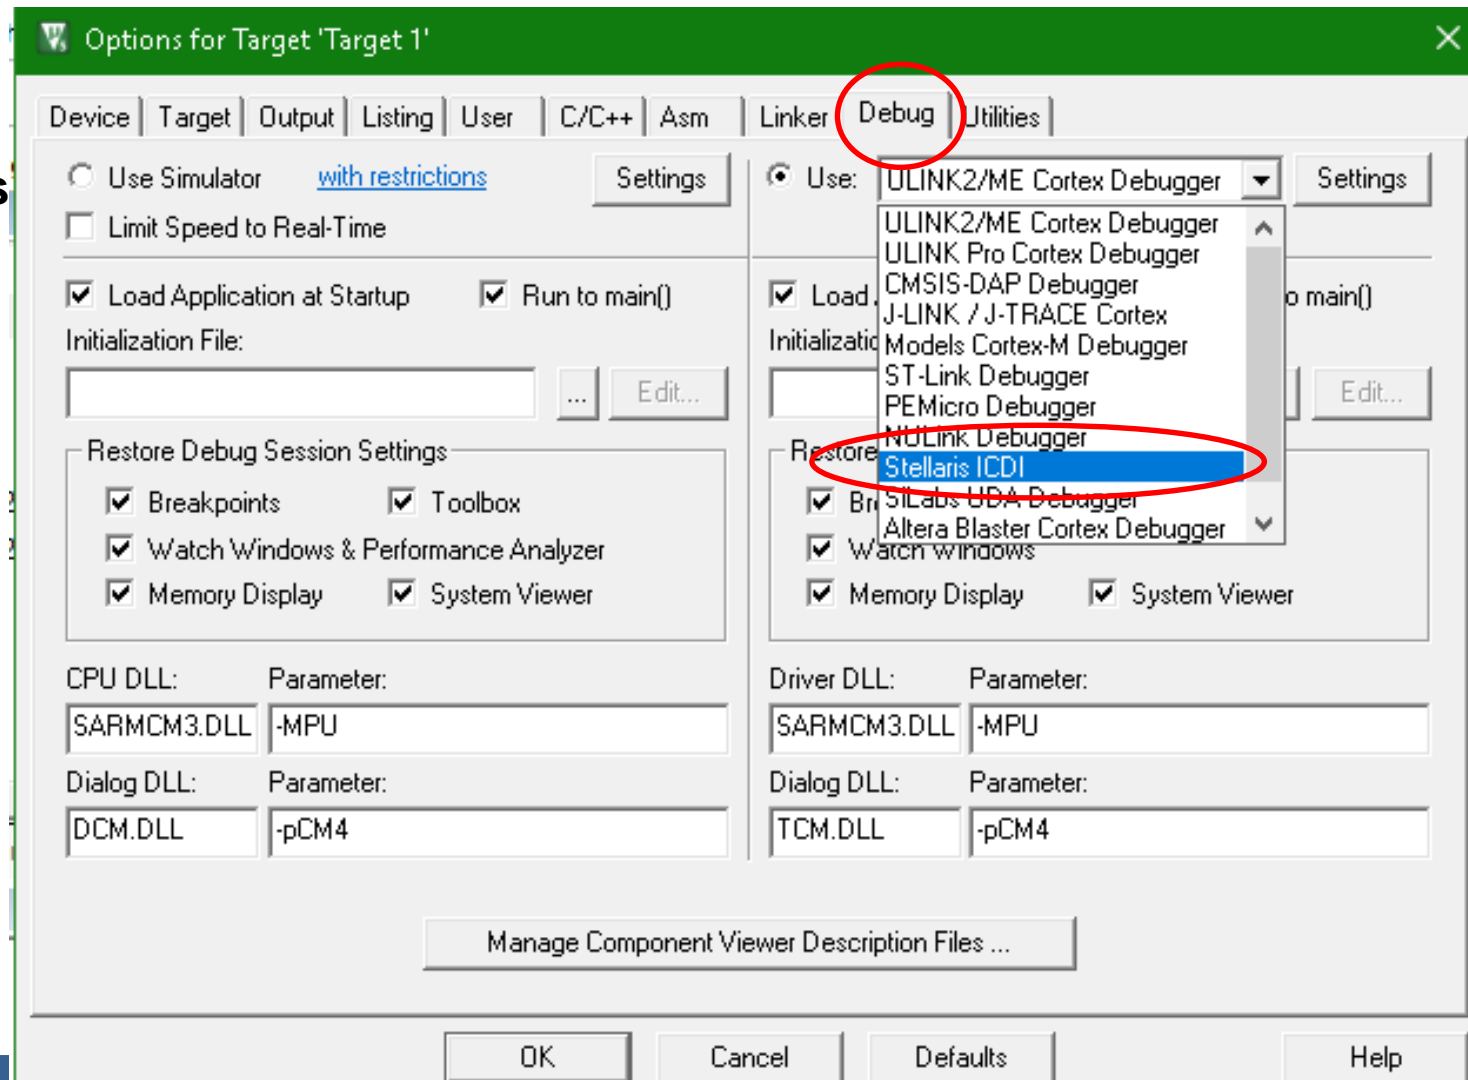 Options for Target 'Target 1'
Device Target Output Listing User C/C++ Asm Linker Debug Utilities
Use Simulator with restrictions Settings Use: ULINK2/ME Cortex Debugger Settings
Limit Speed to Real-Time
ULINK2/ME Cortex Debugger
ULINK Pro Cortex Debugger
CMSIS-DAP Debugger
J-LINK / J-TRACE Cortex
Models Cortex-M Debugger
ST-Link Debugger
PEMicro Debugger
NULink Debugger
Stellaris ICDI
SiLabs UDA Debugger
Altera Blaster Cortex Debugger
Load Application at Startup Run to main() Load o main()
Initialization File: Initializatio
... Edit... Edit...
Restore Debug Session Settings Restore
Breakpoints Toolbox Br
Watch Windows & Performance Analyzer Watch Windows
Memory Display System Viewer Memory Display System Viewer
CPU DLL: Parameter: Driver DLL: Parameter:
SARMCM3.DLL -MPU SARMCM3.DLL -MPU
Dialog DLL: Parameter: Dialog DLL: Parameter:
DCM.DLL -pCM4 TCM.DLL -pCM4
Manage Component Viewer Description Files ...
OK Cancel Defaults Help